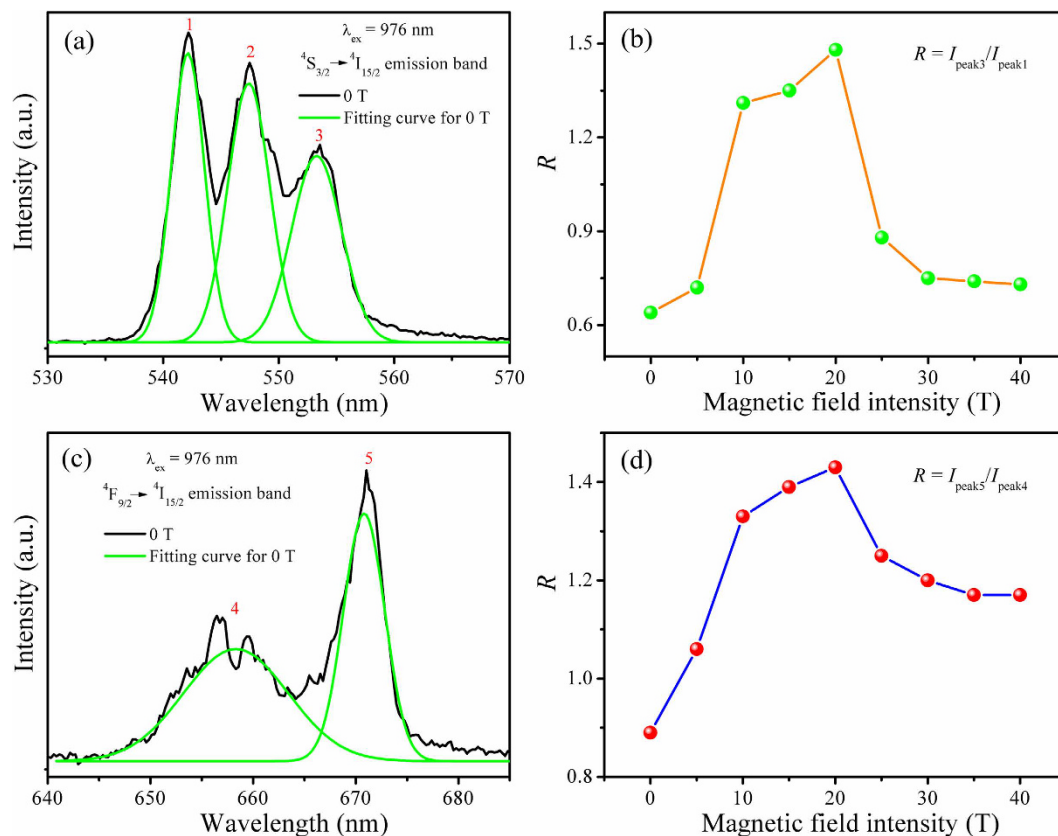 (a)
1
2
3
λex = 976 nm
⁴S₃/₂→⁴I₁₅/₂ emission band
0 T
Fitting curve for 0 T
Intensity (a.u.)
530 540 550 560 570
Wavelength (nm)
(b)
R = Ipeak3/Ipeak1
1.5
1.2
0.9
0.6
R
0 10 20 30 40
Magnetic field intensity (T)
(c)
4
5
λex = 976 nm
⁴F₉/₂→⁴I₁₅/₂ emission band
0 T
Fitting curve for 0 T
Intensity (a.u.)
640 650 660 670 680
Wavelength (nm)
(d)
R = Ipeak5/Ipeak4
1.4
1.2
1.0
0.8
R
0 10 20 30 40
Magnetic field intensity (T)